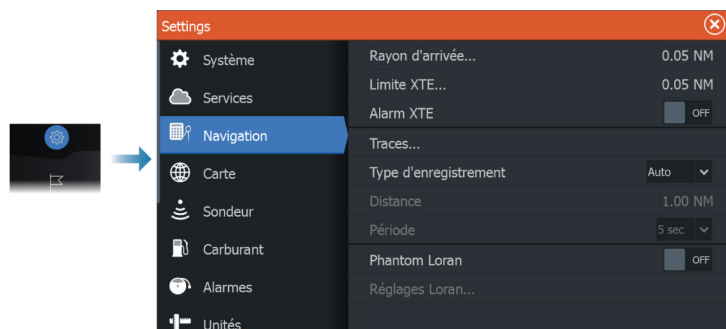 Settings
Système
Services
Navigation
Carte
Sondeur
Carburant
Alarmes
Unités
Rayon d'arrivée... 0.05 NM
Limite XTE... 0.05 NM
Alarm XTE OFF
Traces...
Type d'enregistrement Auto
Distance 1.00 NM
Période 5 sec
Phantom Loran OFF
Réglages Loran...